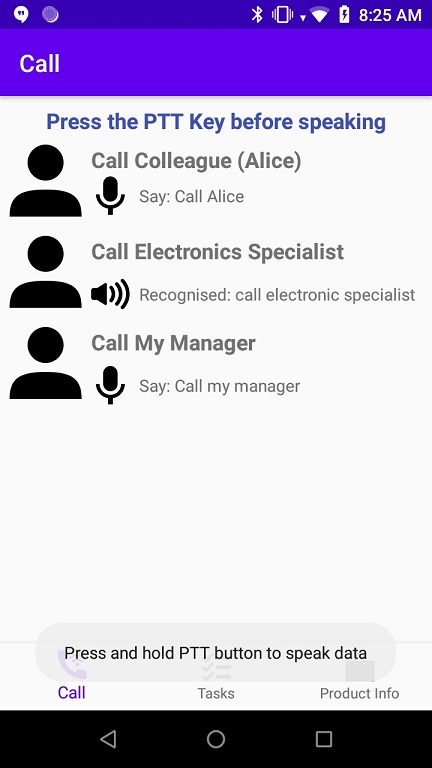 8:25 AM
Call
Press the PTT Key before speaking
Call Colleague (Alice)
Say: Call Alice
Call Electronics Specialist
Recognised: call electronic specialist
Call My Manager
Say: Call my manager
Press and hold PTT button to speak data
Call Tasks Product Info